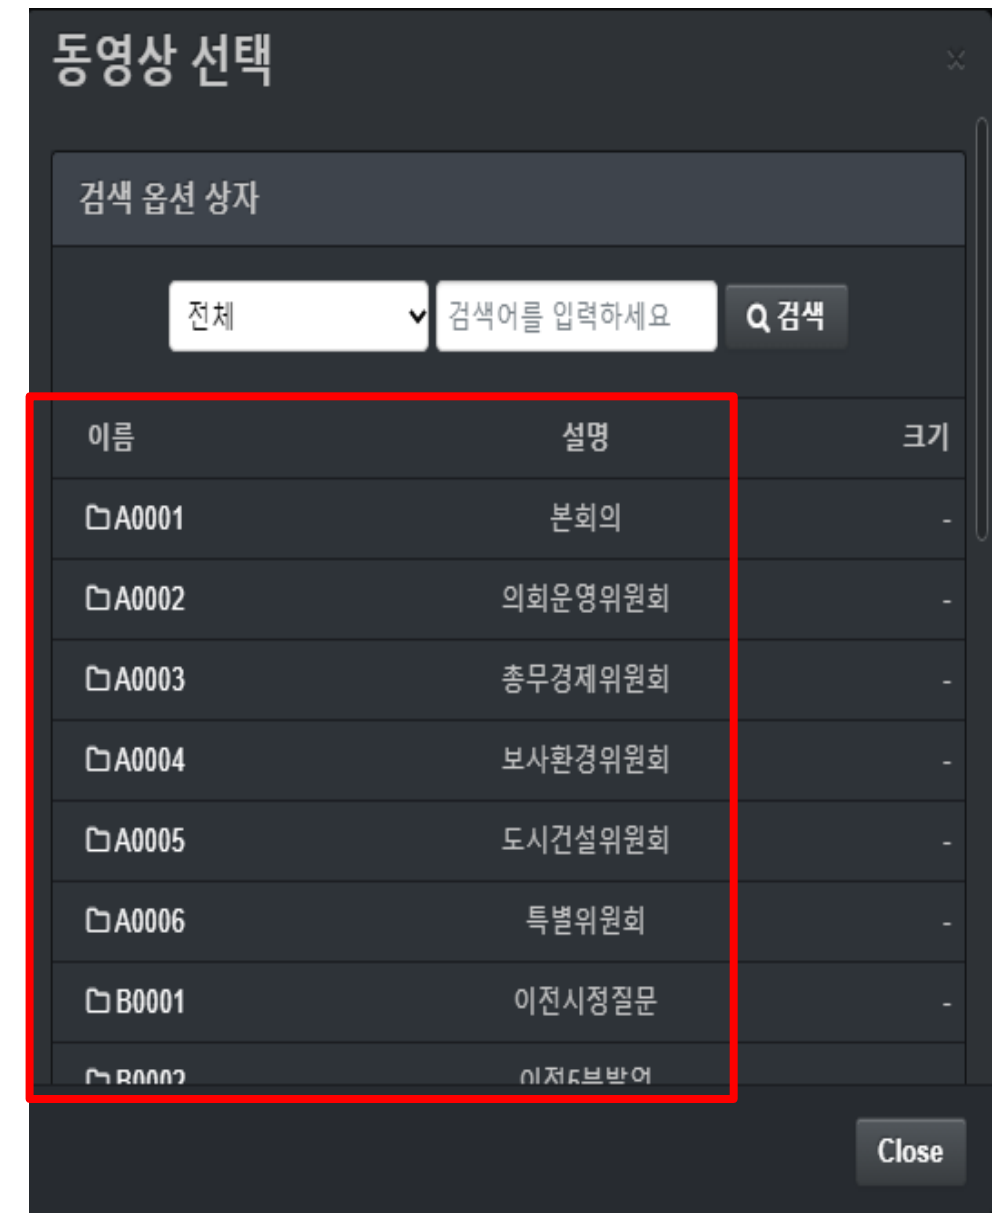 동영상 선택 ×
검색 옵션 상자
전체 검색어를 입력하세요 검색
이름 설명 크기
A0001 본회의 -
A0002 의회운영위원회 -
A0003 총무경제위원회 -
A0004 보사환경위원회 -
A0005 도시건설위원회 -
A0006 특별위원회 -
B0001 이전시정질문 -
B0002
Close